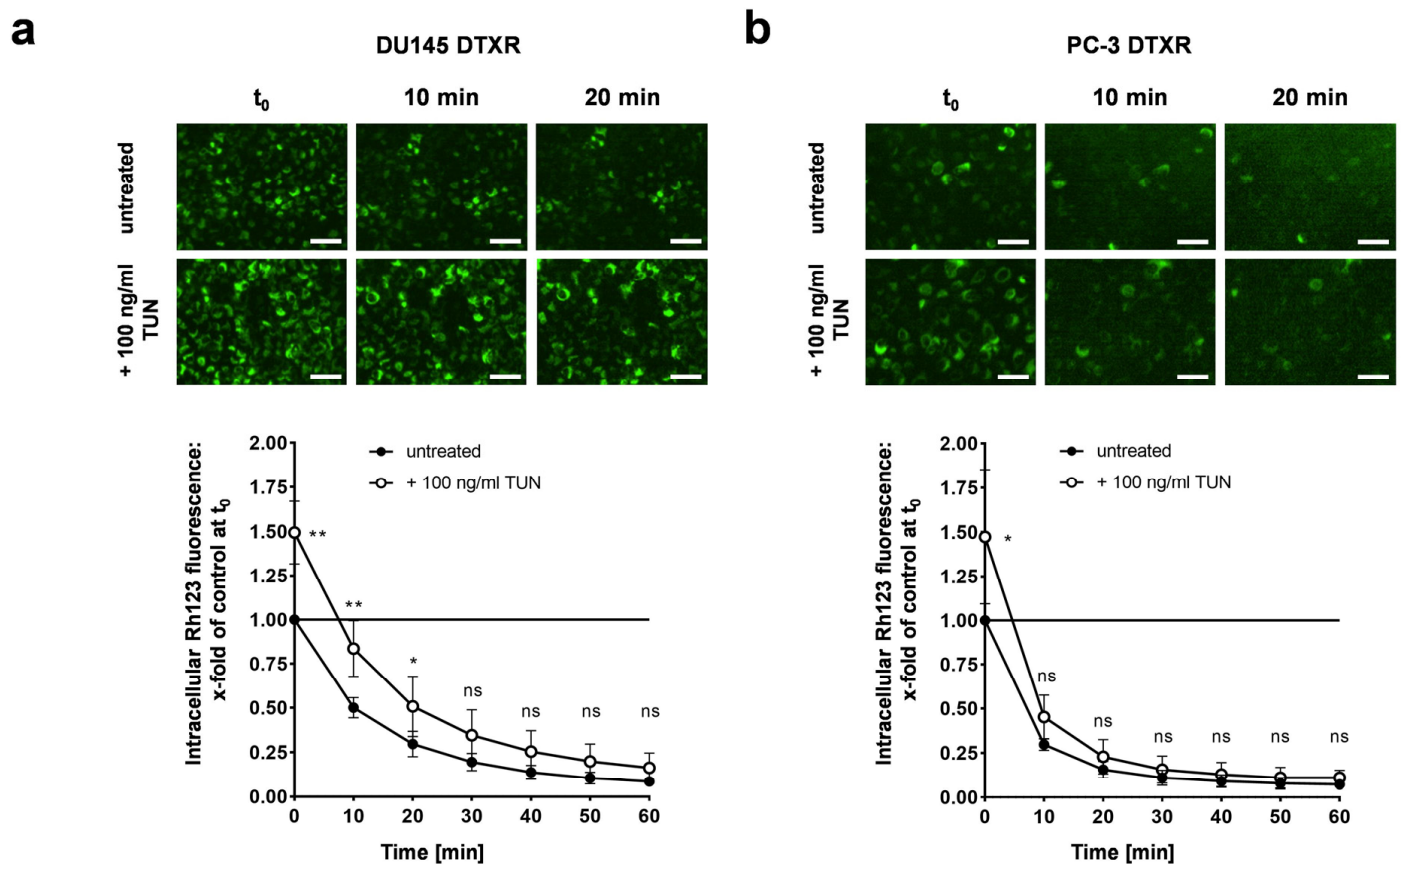 a
DU145 DTXR
t0
10 min
20 min
untreated
+ 100 ng/ml
TUN
Intracellular Rh123 fluorescence:
x-fold of control at t0
2.00
1.75
1.50
1.25
1.00
0.75
0.50
0.25
0.00
untreated
+ 100 ng/ml TUN
**
**
*
ns
ns
ns
ns
0 10 20 30 40 50 60
Time [min]
b
PC-3 DTXR
t0
10 min
20 min
untreated
+ 100 ng/ml
TUN
Intracellular Rh123 fluorescence:
x-fold of control at t0
2.00
1.75
1.50
1.25
1.00
0.75
0.50
0.25
0.00
untreated
+ 100 ng/ml TUN
*
ns
ns
ns
ns
ns
ns
0 10 20 30 40 50 60
Time [min]